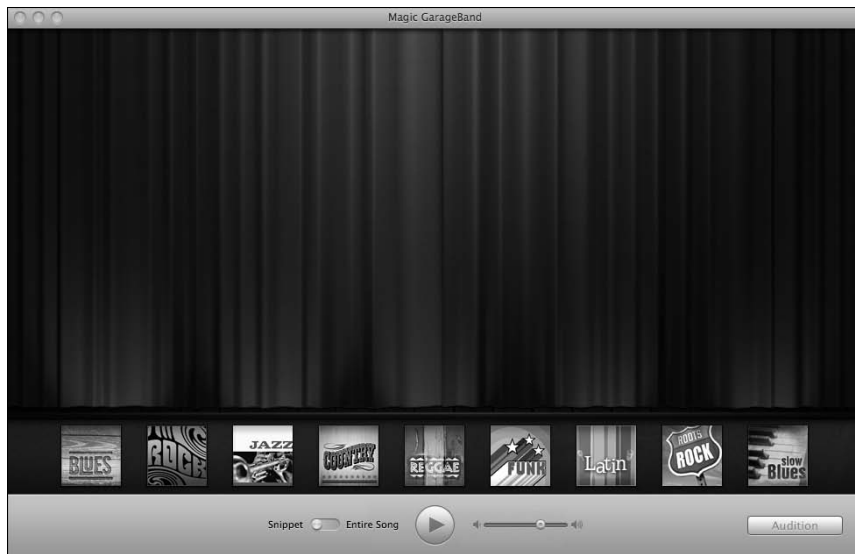 Magic GarageBand
BLUES
ROCK
JAZZ
COUNTRY
REGGAE
FUNK
Latin
ROOTS
ROCK
slow
Blues
Snippet
Entire Song
Audition